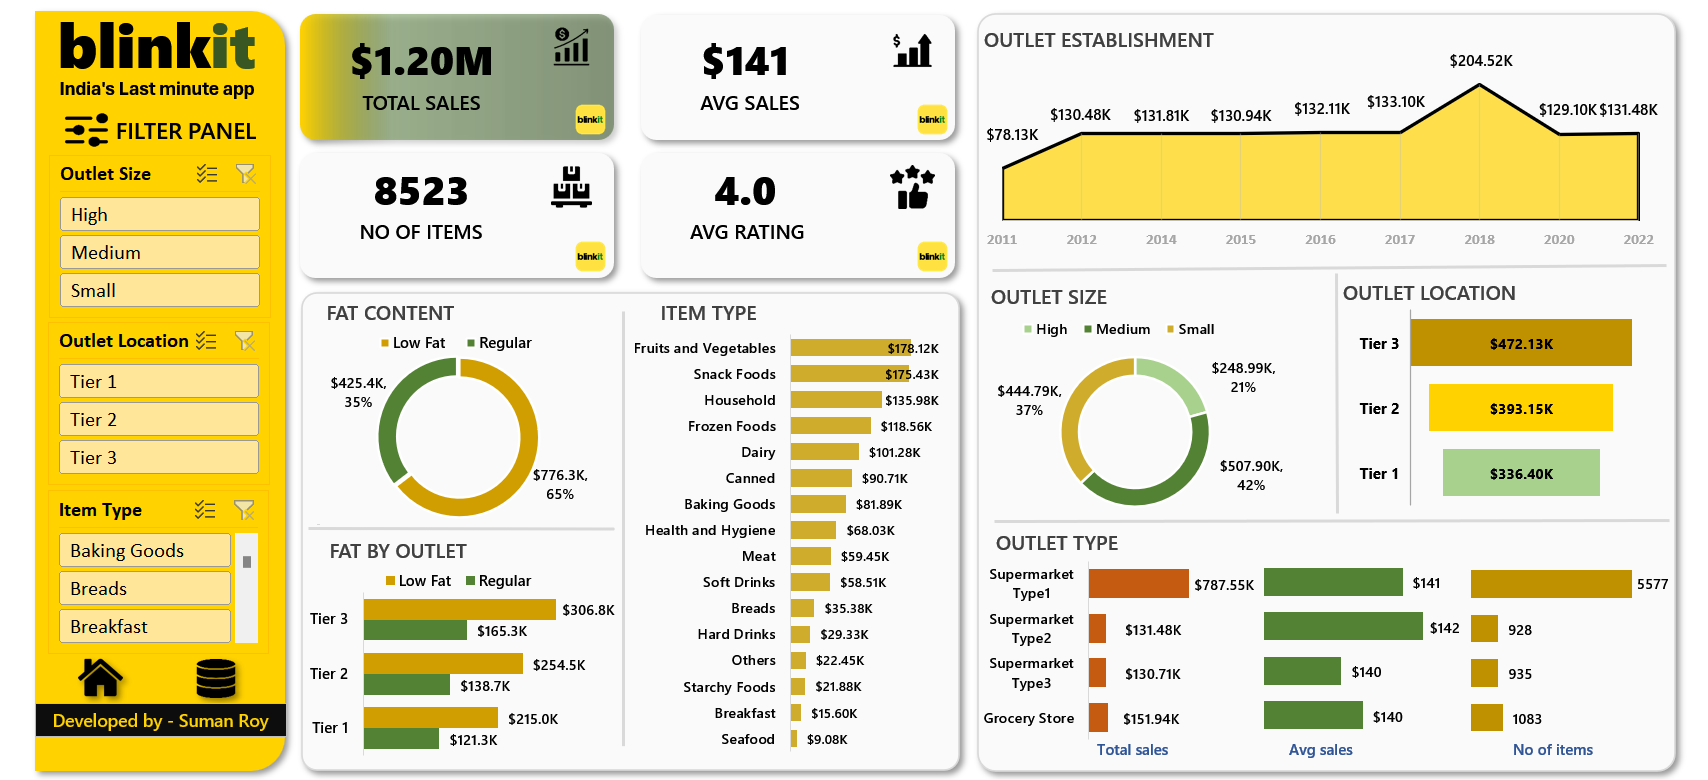 blinkit
India's Last minute app
FILTER PANEL
Outlet Size
High
Medium
Small
Outlet Location
Tier 1
Tier 2
Tier 3
Item Type
Baking Goods
Breads
Breakfast
Developed by - Suman Roy
$1.20M
TOTAL SALES
blinkit
$141
AVG SALES
blinkit
8523
NO OF ITEMS
blinkit
4.0
AVG RATING
blinkit
FAT CONTENT
Low Fat Regular
$425.4K,
35%
$776.3K,
65%
FAT BY OUTLET
Low Fat Regular
Tier 3 $306.8K
$165.3K
Tier 2 $254.5K
$138.7K
Tier 1 $215.0K
$121.3K
ITEM TYPE
Fruits and Vegetables $178.12K
Snack Foods $175.43K
Household $135.98K
Frozen Foods $118.56K
Dairy $101.28K
Canned $90.71K
Baking Goods $81.89K
Health and Hygiene $68.03K
Meat $59.45K
Soft Drinks $58.51K
Breads $35.38K
Hard Drinks $29.33K
Others $22.45K
Starchy Foods $21.88K
Breakfast $15.60K
Seafood $9.08K
OUTLET ESTABLISHMENT
$78.13K $130.48K $131.81K $130.94K $132.11K $133.10K $204.52K $129.10K $131.48K
2011 2012 2014 2015 2016 2017 2018 2020 2022
OUTLET SIZE
High Medium Small
$248.99K,
21%
$444.79K,
37%
$507.90K,
42%
OUTLET LOCATION
Tier 3 $472.13K
Tier 2 $393.15K
Tier 1 $336.40K
OUTLET TYPE
Supermarket
Type1 $787.55K $141 5577
Supermarket
Type2 $131.48K $142 928
Supermarket
Type3 $130.71K $140 935
Grocery Store $151.94K $140 1083
Total sales Avg sales No of items